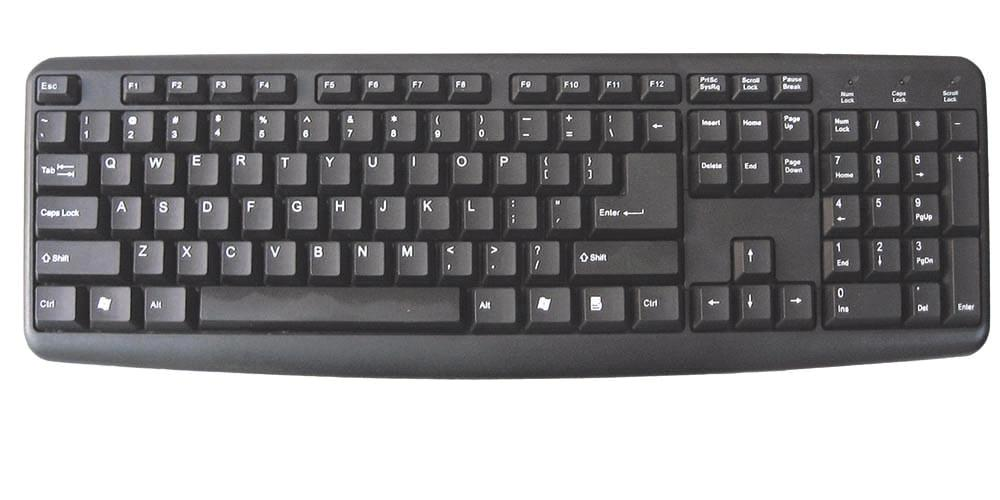 Esc F1 F2 F3 F4 F5 F6 F7 F8 F9 F10 F11 F12 PrtSc Scroll Pause
SysRq Lock Break
Num Caps Scroll
Lock Lock Lock
~ ! @ # $ % ^ & * ( ) — + ¦ ← Insert Home Page Num / * –
` 1 2 3 4 5 6 7 8 9 0 - = \ Up Lock
Tab Q W E R T Y U I O P { } Delete End Page 7 8 6 +
[ ] Down Home ↑ →
Caps Lock A S D F G H J K L : " Enter 4 5 9
; , ← PgUp
⇧ Shift Z X C V B N M < > ? ⇧ Shift ↑ 1 2 3
, . / End ↓ PgDn
Ctrl Alt Alt Ctrl ← ↓ → 0 . Enter
Ins Del